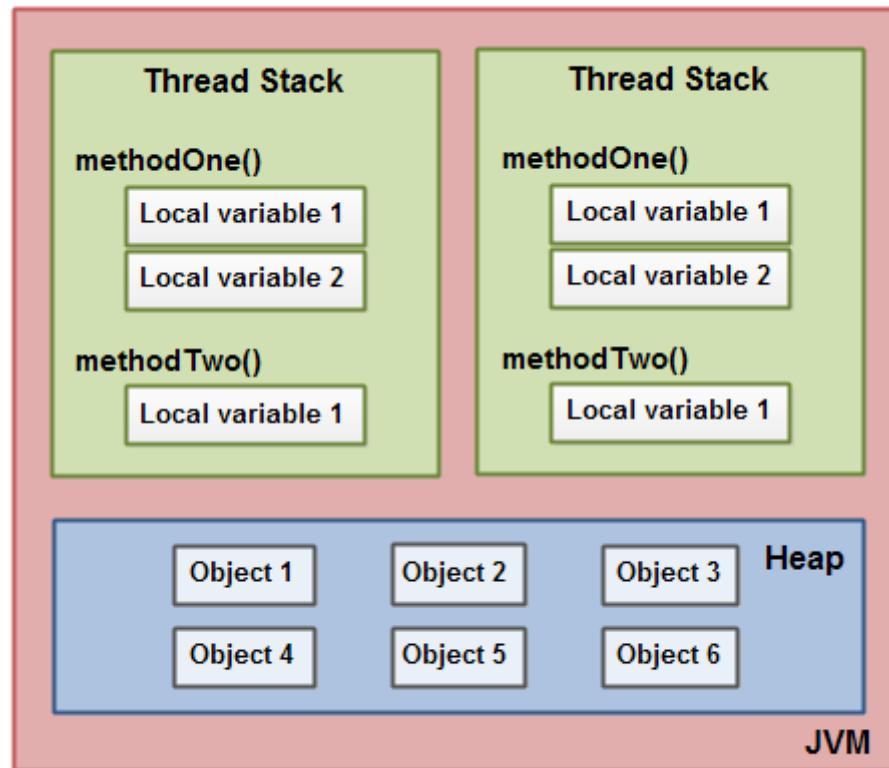 Thread Stack
methodOne()
Local variable 1
Local variable 2
methodTwo()
Local variable 1
Thread Stack
methodOne()
Local variable 1
Local variable 2
methodTwo()
Local variable 1
Heap
Object 1
Object 2
Object 3
Object 4
Object 5
Object 6
JVM